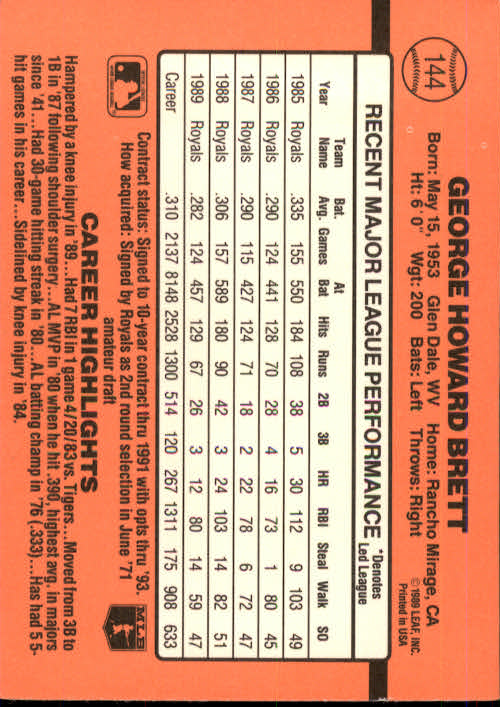 144
GEORGE HOWARD BRETT
Born: May 15, 1953 Glen Dale, WV Home: Rancho Mirage, CA
Ht: 6' 0" Wgt: 200 Bats: Left Throws: Right
© 1989 LEAF, INC.
Printed in USA
RECENT MAJOR LEAGUE PERFORMANCE *Denotes Led League
Year Team Name Bat. Avg. Games At Bat Hits Runs 2B 3B HR RBI Steal Walk SO
1985 Royals .335 155 550 184 108 38 5 30 112 9 103 49
1986 Royals .290 124 441 128 70 28 4 16 73 1 80 45
1987 Royals .290 115 427 124 71 18 2 22 78 6 72 47
1988 Royals .306 157 589 180 90 42 3 24 103 14 82 51
1989 Royals .282 124 457 129 67 26 3 12 80 14 59 47
Career .310 2137 8148 2528 1300 514 120 267 1311 175 908 633
Contract status: Signed to 10-year contract thru 1991 with opts thru '93.
How acquired: Signed by Royals as 2nd round selection in June '71
amateur draft
MLB
CAREER HIGHLIGHTS
Hampered by a knee injury in '89...Had 7 RBI in 1 game 4/20/83 vs. Tigers...Moved from 3B to
1B in '87 following shoulder surgery...AL MVP in '80 when he hit .390, highest avg. in majors
since '41...Had 30-game hitting streak in '80...AL batting champ in '76 (.333)...Has had 5 5-
hit games in his career...Sidelined by knee injury in '84.